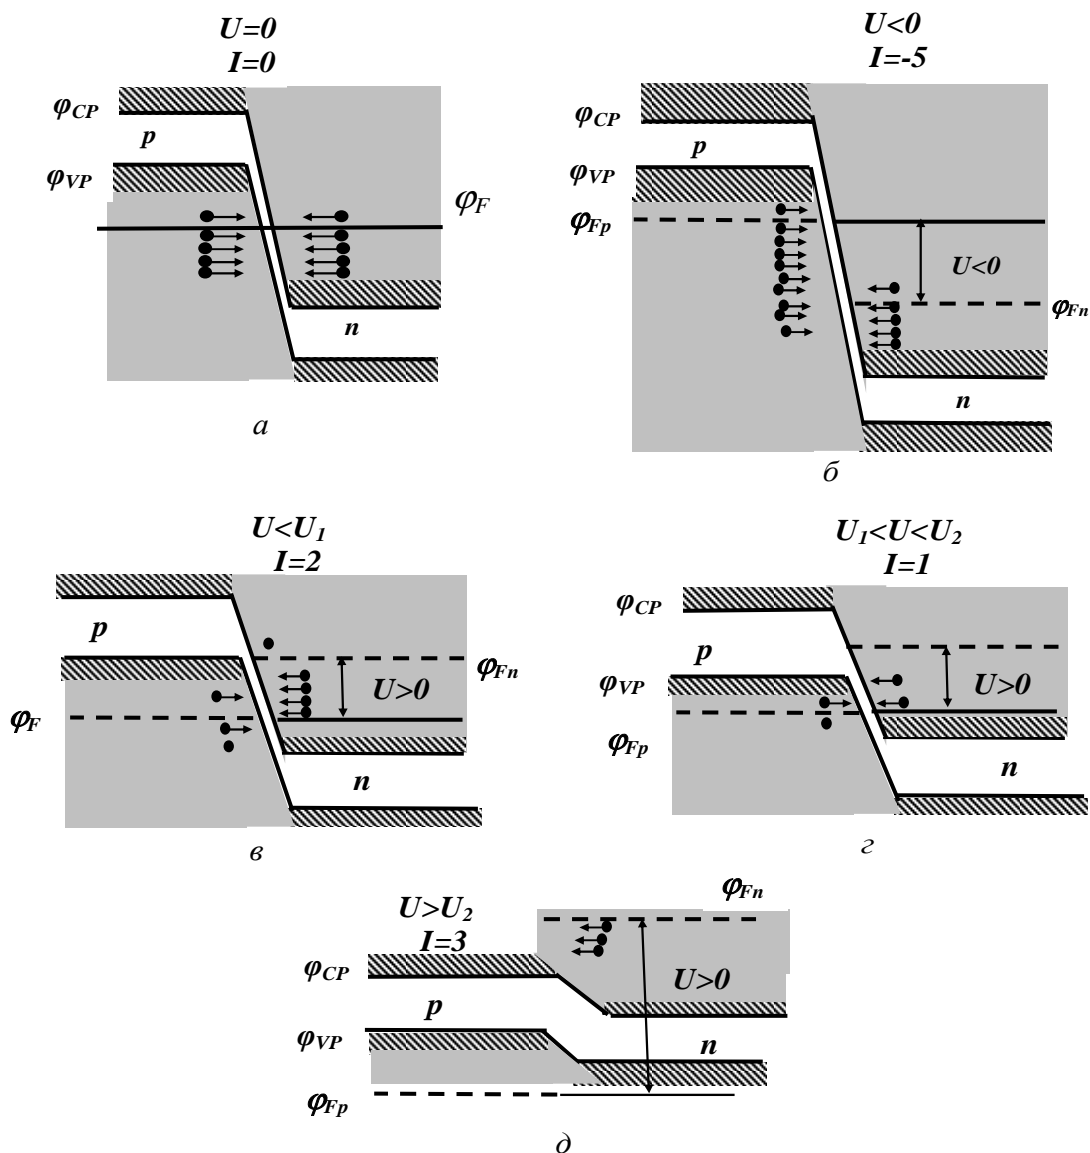 U=0
I=0
φCP
p
φVP
φF
n
а
U<0
I=-5
φCP
p
φVP
φFp
U<0
φFn
n
б
U<U1
I=2
p
φFn
U>0
φF
n
в
U1<U<U2
I=1
φCP
p
φVP
U>0
φFp
n
г
φFn
U>U2
I=3
φCP
U>0
p
φVP
n
φFp
д